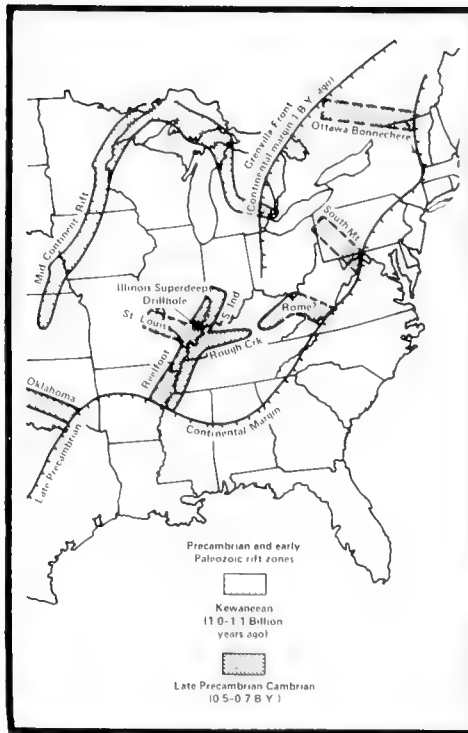 Grenville Front
(Continental margin 1 B Y ago)
Ottawa Bonnechere
South Mt
Mid Continent Rift
Illinois Superdeep
Drillhole
St. Louis
S Ind
Rome
Rough Crk
Reelfoot
Oklahoma
Late Precambrian
Continental Margin
Precambrian and early
Paleozoic rift zones
Kewaneean
(1 0-1 1 Billion
years ago)
Late Precambrian Cambrian
(0 5-0 7 B Y)